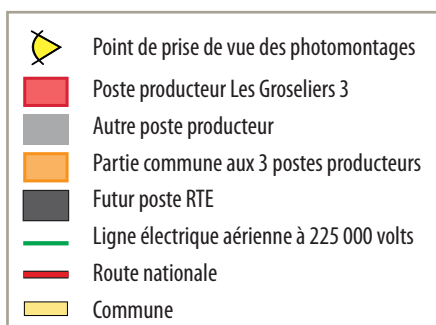 Point de prise de vue des photomontages
Poste producteur Les Groseliers 3
Autre poste producteur
Partie commune aux 3 postes producteurs
Futur poste RTE
Ligne électrique aérienne à 225 000 volts
Route nationale
Commune